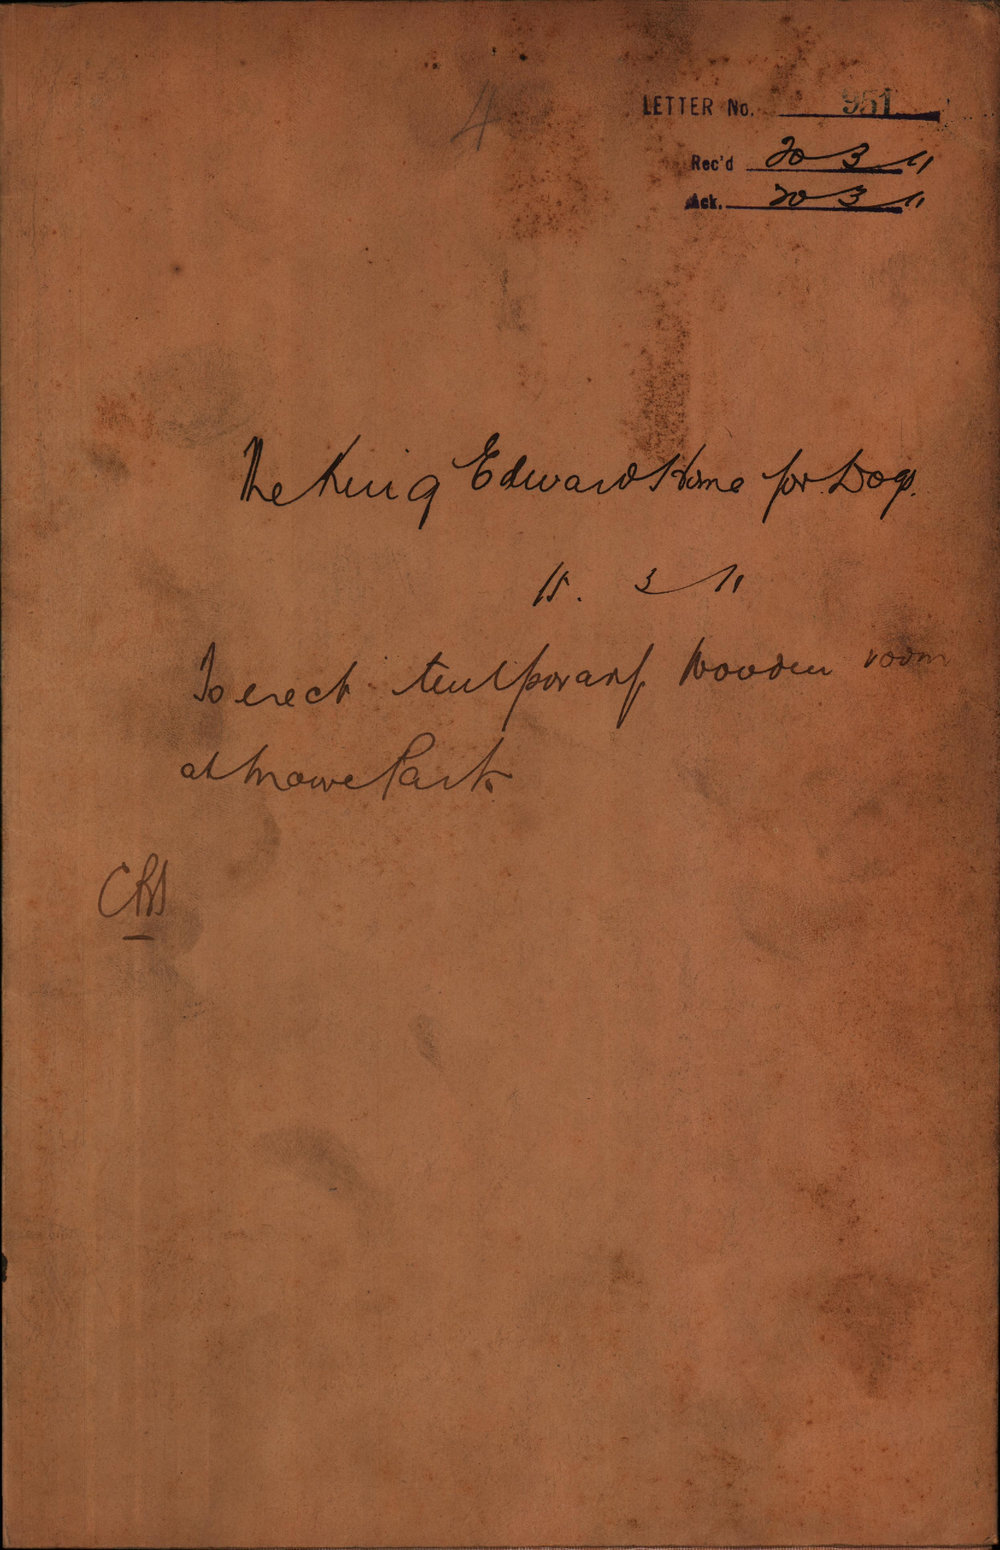 4
LETTER No. 951
Rec'd 20 3 11
Ack. 20 3 11
The King Edward Home for Dogs.
15. 3 11
To erect temporary wooden room
at Mowe Park